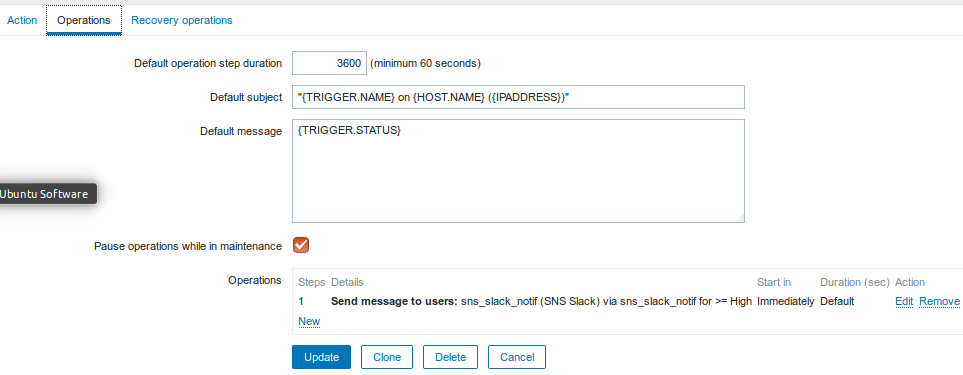 Action Operations Recovery operations
Default operation step duration 3600 (minimum 60 seconds)
Default subject "{TRIGGER.NAME} on {HOST.NAME} ({IPADDRESS})"
Default message {TRIGGER.STATUS}
Ubuntu Software
Pause operations while in maintenance
Operations Steps Details Start in Duration (sec) Action
1 Send message to users: sns_slack_notif (SNS Slack) via sns_slack_notif for >= High Immediately Default Edit Remove
New
Update Clone Delete Cancel